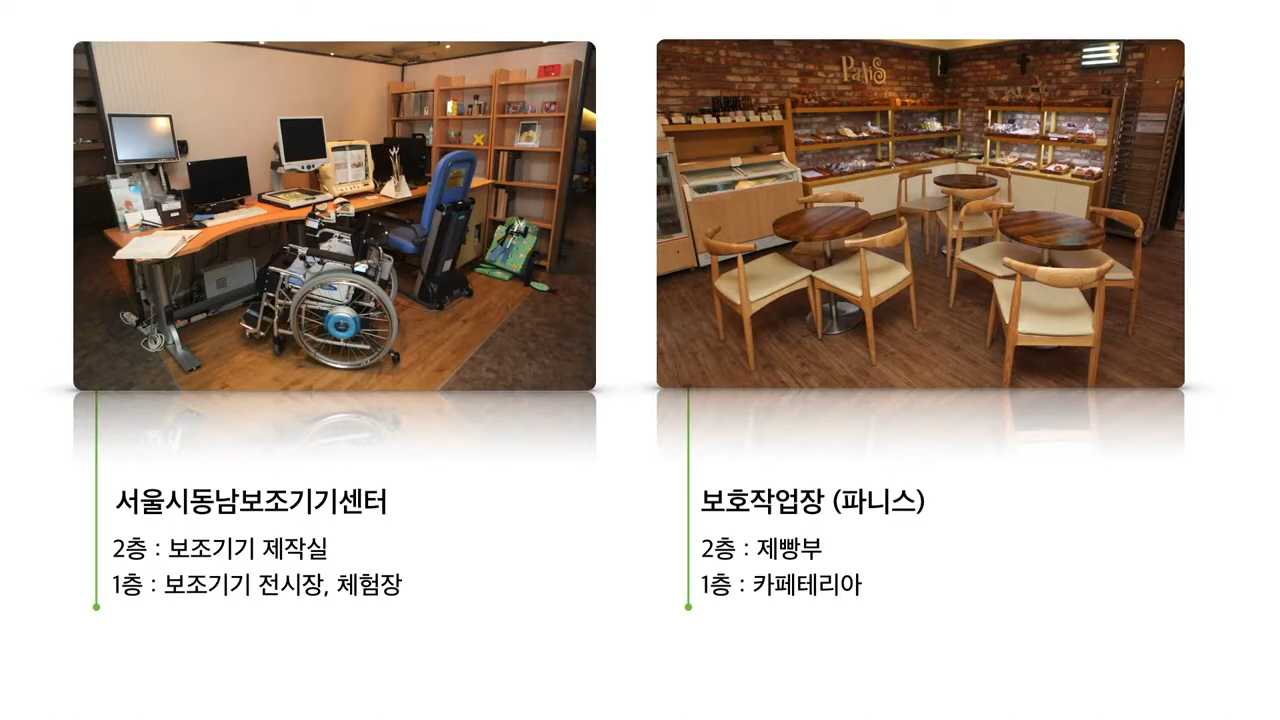 PaNiS
서울시동남보조기기센터
2층 : 보조기기 제작실
1층 : 보조기기 전시장, 체험장
보호작업장 (파니스)
2층 : 제빵부
1층 : 카페테리아